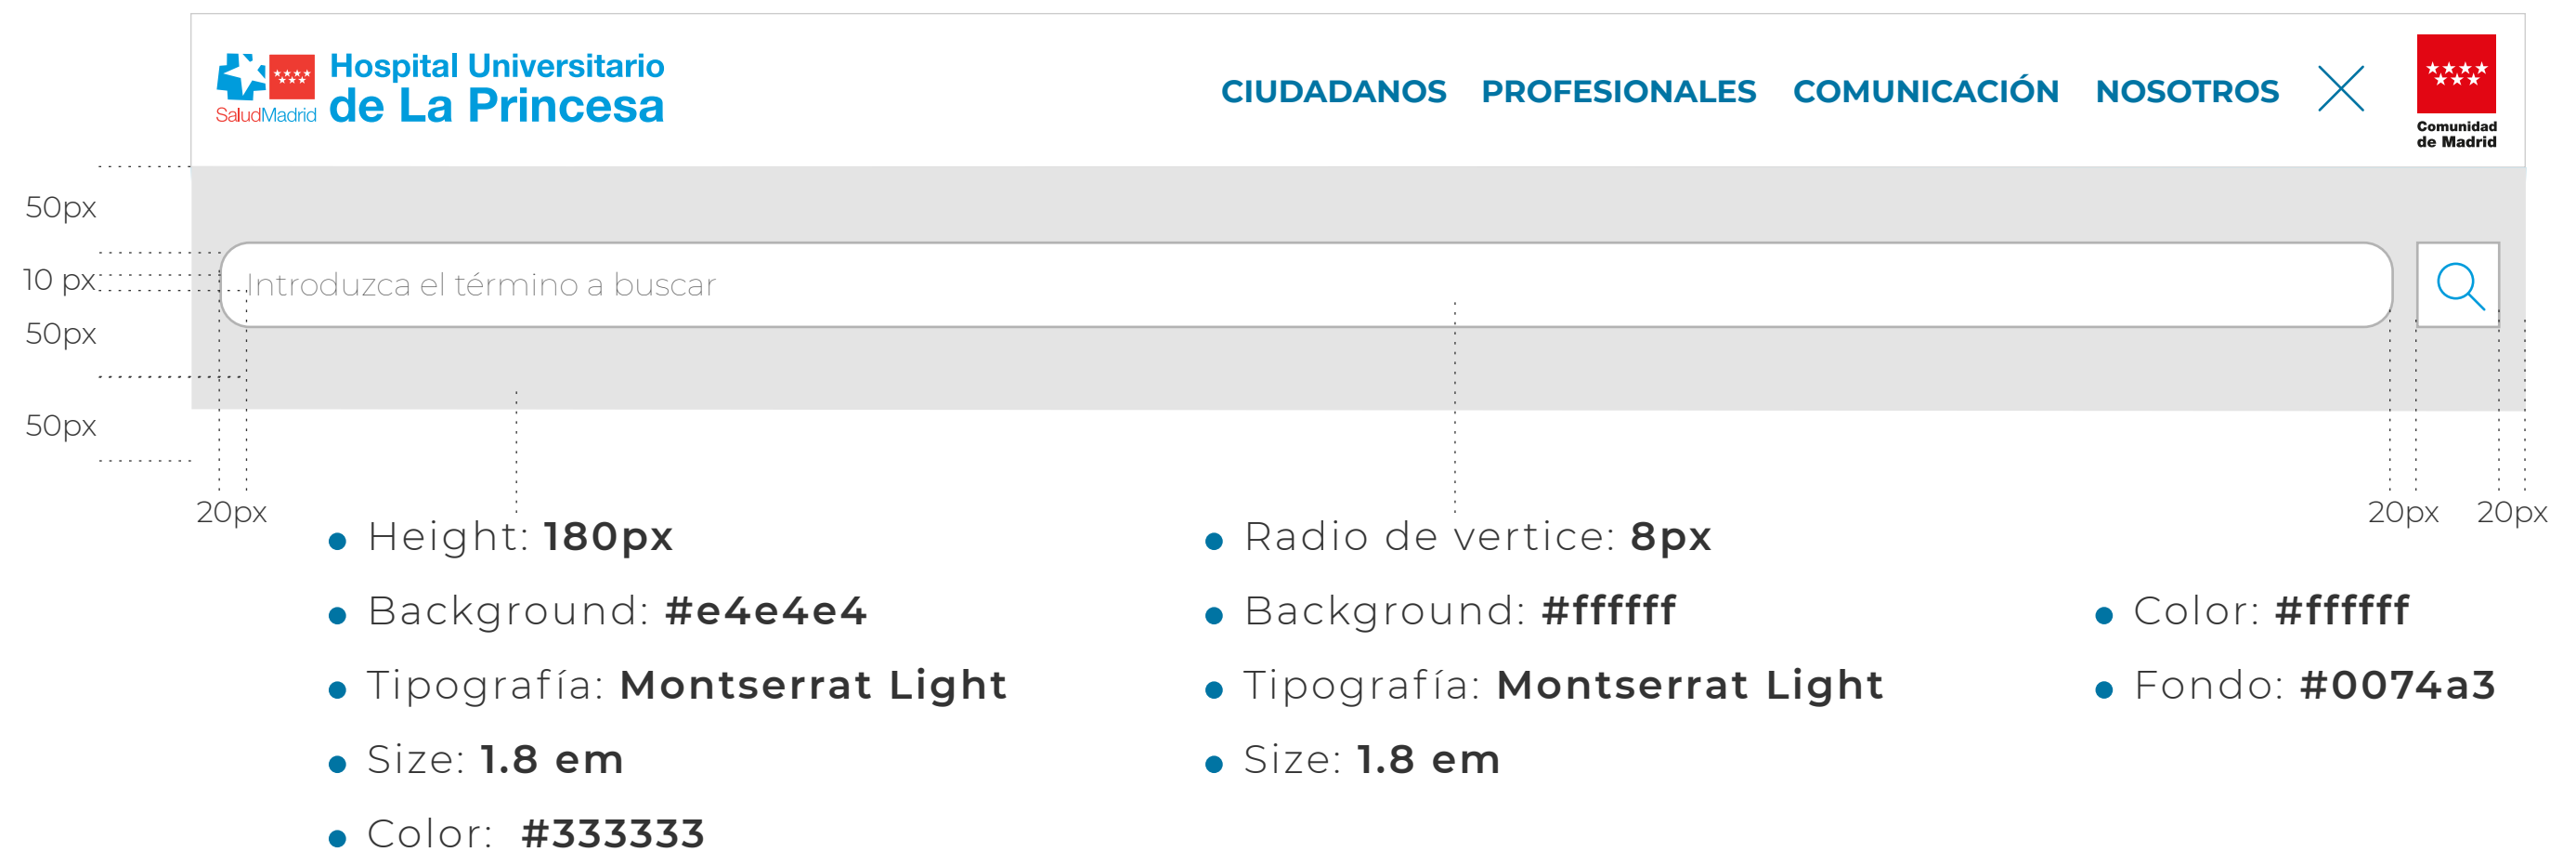 Hospital Universitario
de La Princesa
SaludMadrid
CIUDADANOS PROFESIONALES COMUNICACIÓN NOSOTROS
Comunidad
de Madrid
50px
10 px
Introduzca el término a buscar
50px
50px
20px
20px
20px
Height: 180px
Background: #e4e4e4
Tipografía: Montserrat Light
Size: 1.8 em
Color: #333333
Radio de vertice: 8px
Background: #ffffff
Tipografía: Montserrat Light
Size: 1.8 em
Color: #ffffff
Fondo: #0074a3